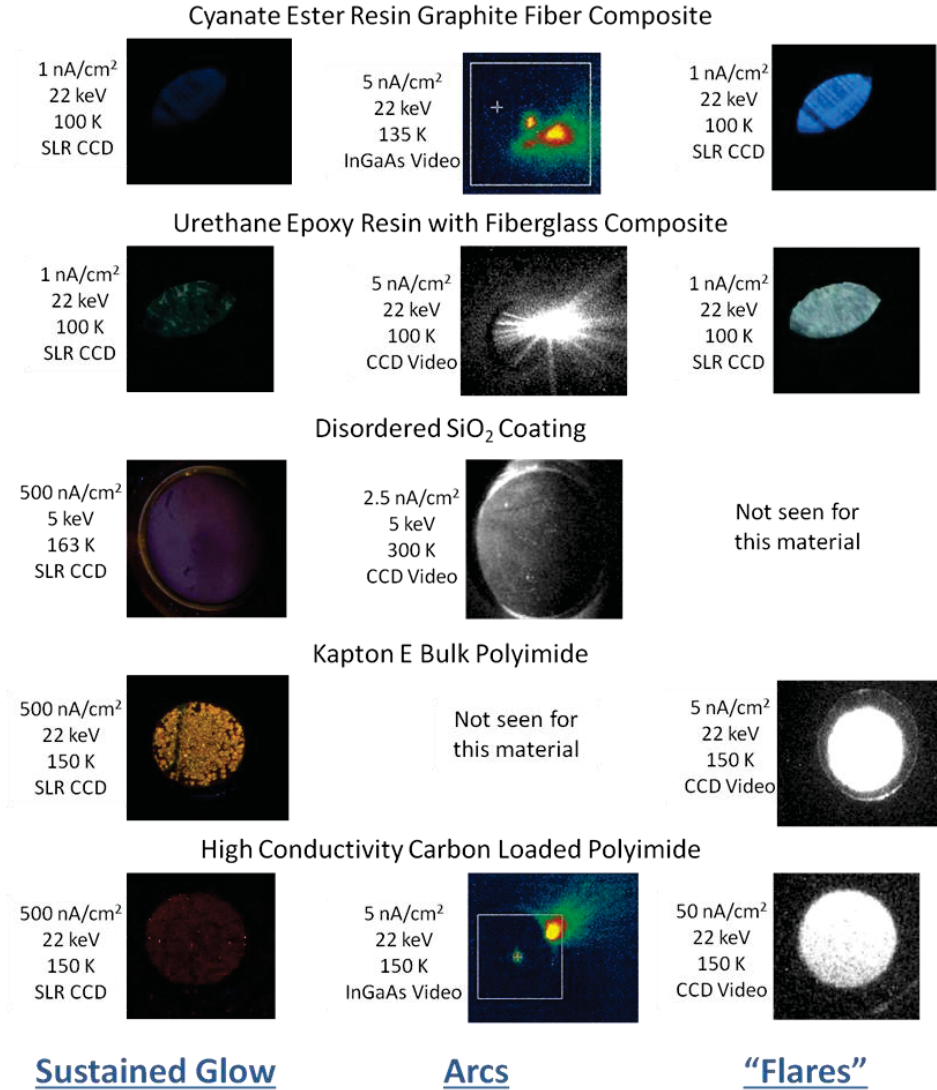 Cyanate Ester Resin Graphite Fiber Composite
1 nA/cm²
22 keV
100 K
SLR CCD
5 nA/cm²
22 keV
135 K
InGaAs Video
1 nA/cm²
22 keV
100 K
SLR CCD
Urethane Epoxy Resin with Fiberglass Composite
1 nA/cm²
22 keV
100 K
SLR CCD
5 nA/cm²
22 keV
100 K
CCD Video
1 nA/cm²
22 keV
100 K
SLR CCD
Disordered SiO₂ Coating
500 nA/cm²
5 keV
163 K
SLR CCD
2.5 nA/cm²
5 keV
300 K
CCD Video
Not seen for
this material
Kapton E Bulk Polyimide
500 nA/cm²
22 keV
150 K
SLR CCD
Not seen for
this material
5 nA/cm²
22 keV
150 K
CCD Video
High Conductivity Carbon Loaded Polyimide
500 nA/cm²
22 keV
150 K
SLR CCD
5 nA/cm²
22 keV
150 K
InGaAs Video
50 nA/cm²
22 keV
150 K
CCD Video
Sustained Glow
Arcs
“Flares”